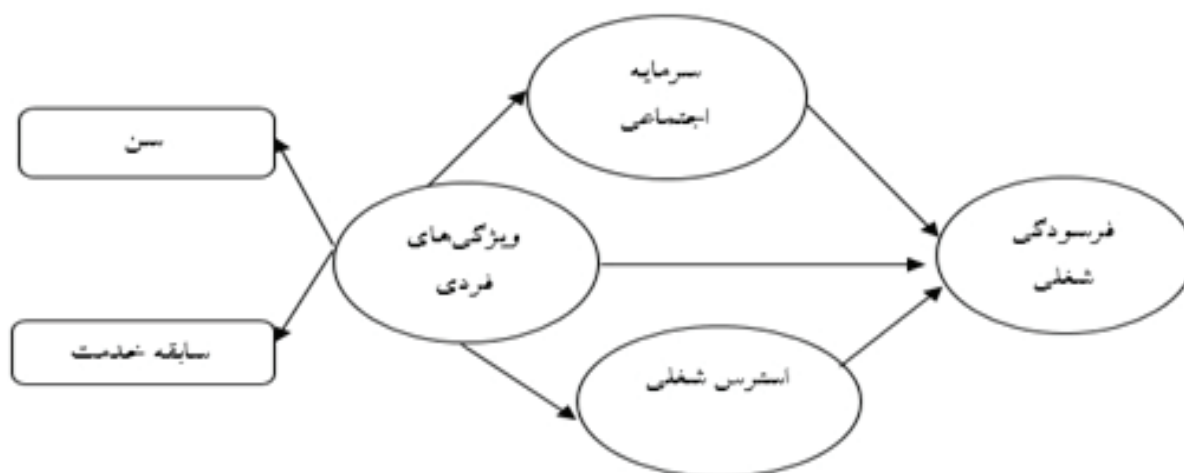 سرمایه
اجتماعی
سن
ویژگی‌های
فردی
فرسودگی
شغلی
سابقه خدمت
استرس شغلی